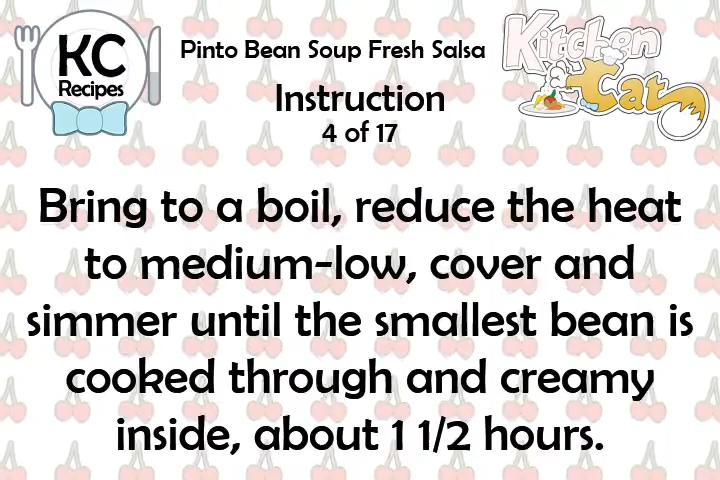 KC
Recipes
Pinto Bean Soup Fresh Salsa
Kitchen
Cat
Instruction
4 of 17
Bring to a boil, reduce the heat
to medium-low, cover and
simmer until the smallest bean is
cooked through and creamy
inside, about 1 1/2 hours.